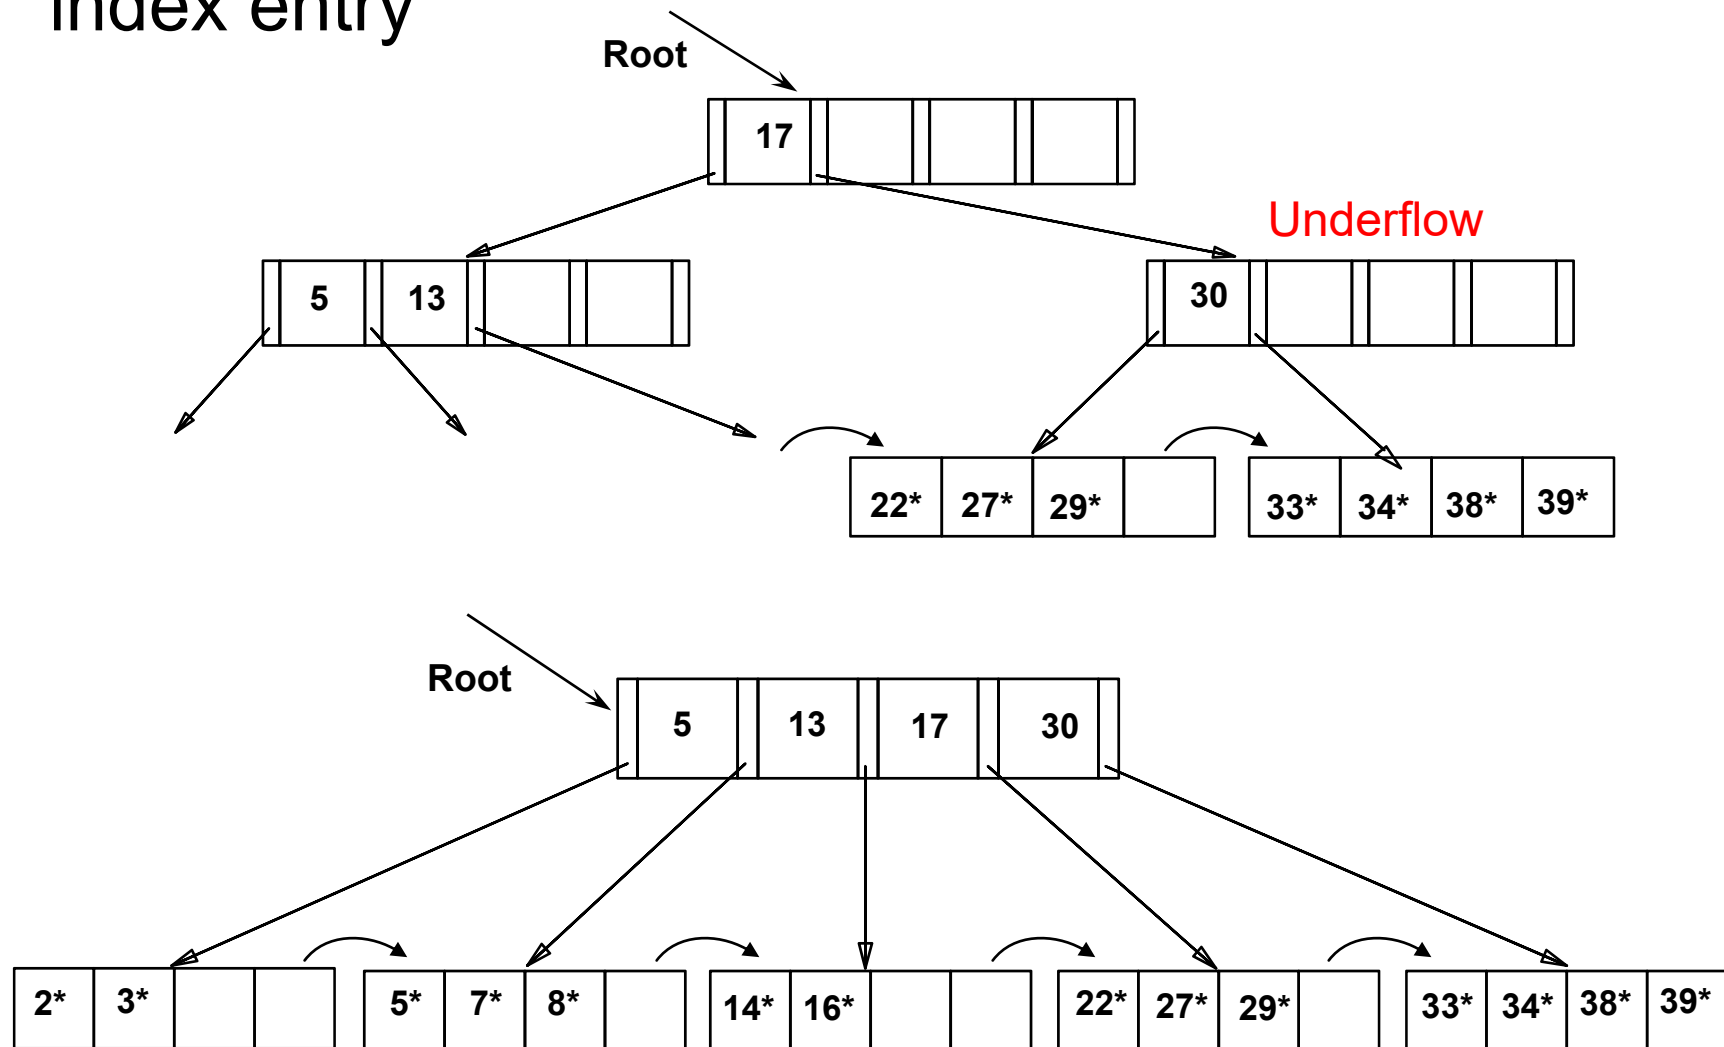 index entry
Root
17
Underflow
5 13
30
22* 27* 29*
33* 34* 38* 39*
Root
5 13 17 30
2* 3*
5* 7* 8*
14* 16*
22* 27* 29*
33* 34* 38* 39*